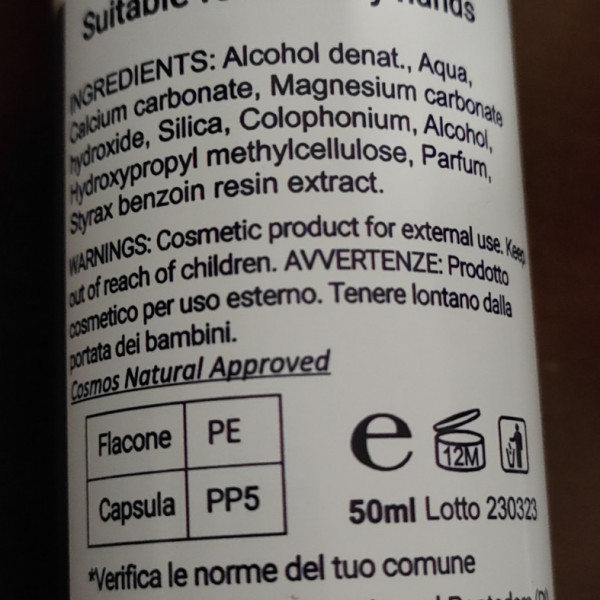 Suitable
hands
INGREDIENTS: Alcohol denat., Aqua,
Calcium carbonate, Magnesium carbonate
hydroxide, Silica, Colophonium, Alcohol,
Hydroxypropyl methylcellulose, Parfum,
Styrax benzoin resin extract.
WARNINGS: Cosmetic product for external use. Keep
out of reach of children. AVVERTENZE: Prodotto
cosmetico per uso esterno. Tenere lontano dalla
portata dei bambini.
Cosmos Natural Approved
Flacone PE
Capsula PP5
e 12M
50ml Lotto 230323
*Verifica le norme del tuo comune